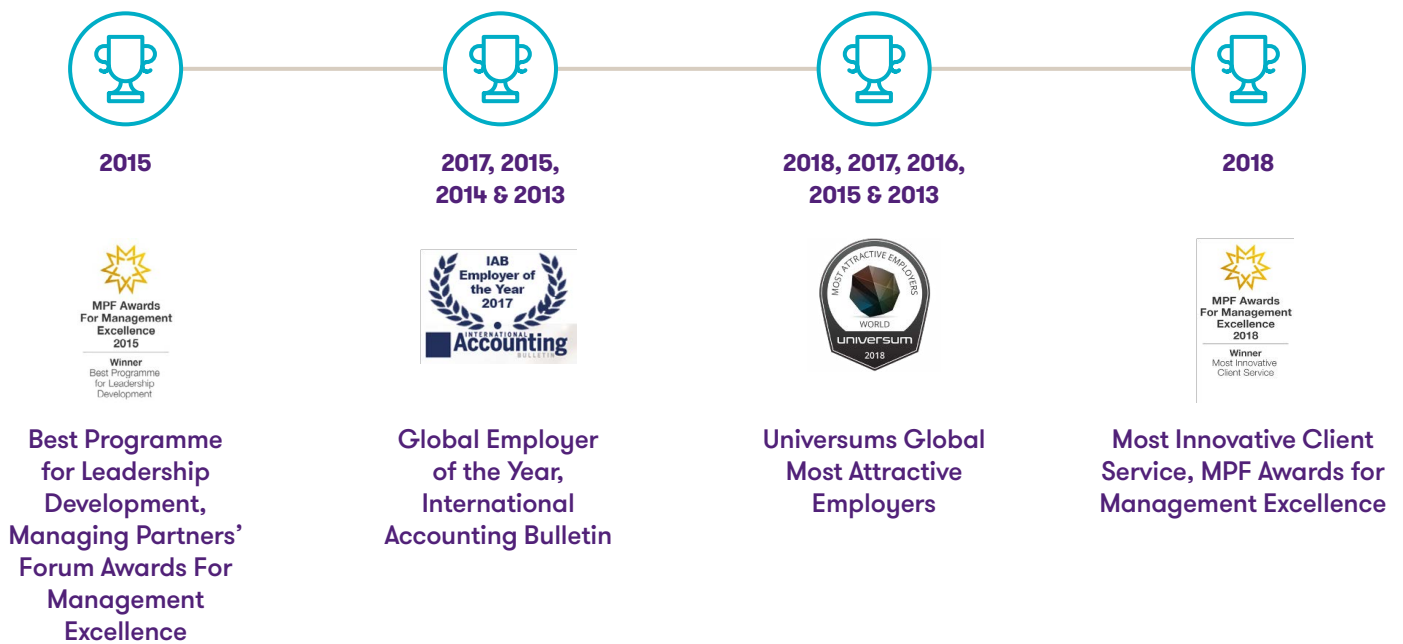 2015
2017, 2015,
2014 & 2013
2018, 2017, 2016,
2015 & 2013
2018
MPF Awards
For Management
Excellence
2015
Winner
Best Programme
for Leadership
Development
IAB
Employer of
the Year
2017
INTERNATIONAL
Accounting
BULLETIN
MOST ATTRACTIVE EMPLOYERS
WORLD
universum
2018
MPF Awards
For Management
Excellence
2018
Winner
Most Innovative
Client Service
Best Programme
for Leadership
Development,
Managing Partners’
Forum Awards For
Management
Excellence
Global Employer
of the Year,
International
Accounting Bulletin
Universums Global
Most Attractive
Employers
Most Innovative Client
Service, MPF Awards for
Management Excellence